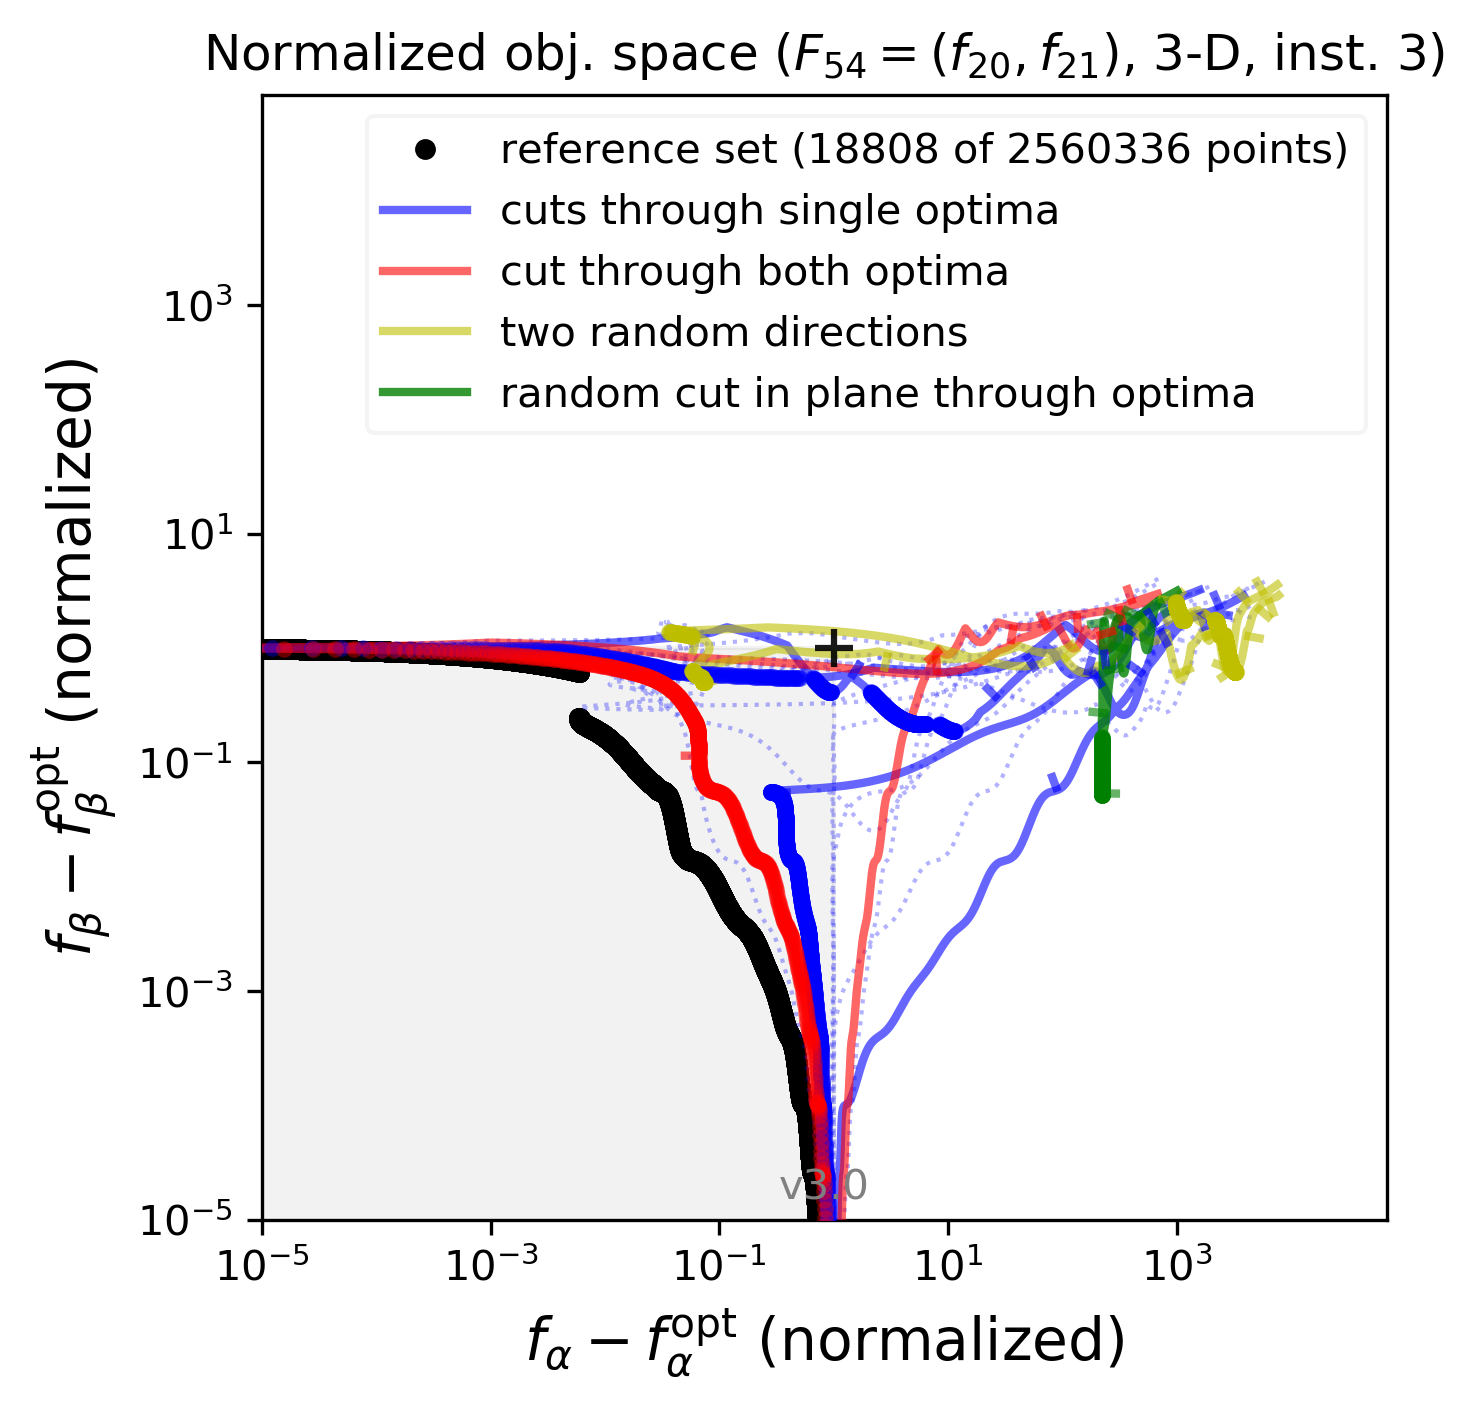 Normalized obj. space (F₅₄ = (f₂₀, f₂₁), 3-D, inst. 3)
reference set (18808 of 2560336 points)
cuts through single optima
cut through both optima
two random directions
random cut in plane through optima
10³
10¹
10⁻¹
10⁻³
10⁻⁵
f_β − f_β^opt (normalized)
v3.0
10⁻⁵ 10⁻³ 10⁻¹ 10¹ 10³
f_α − f_α^opt (normalized)